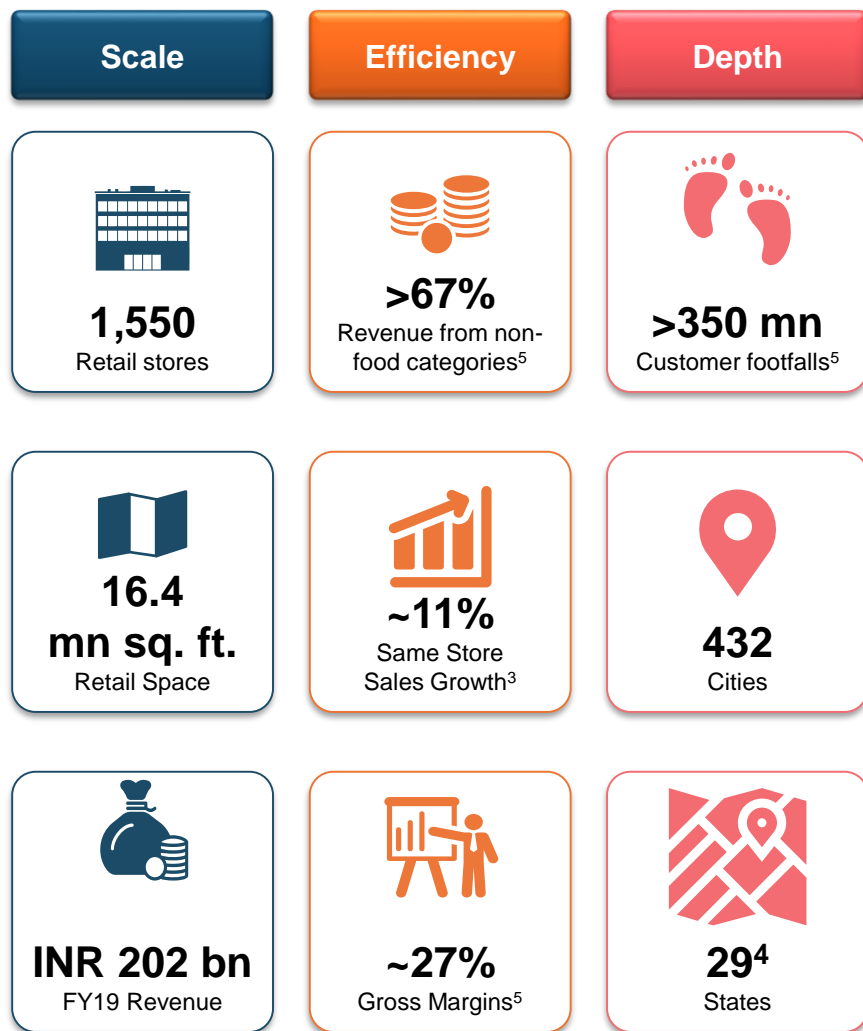 Scale
Efficiency
Depth
1,550
Retail stores
>67%
Revenue from non-
food categories⁵
>350 mn
Customer footfalls⁵
16.4
mn sq. ft.
Retail Space
~11%
Same Store
Sales Growth³
432
Cities
INR 202 bn
FY19 Revenue
~27%
Gross Margins⁵
29⁴
States